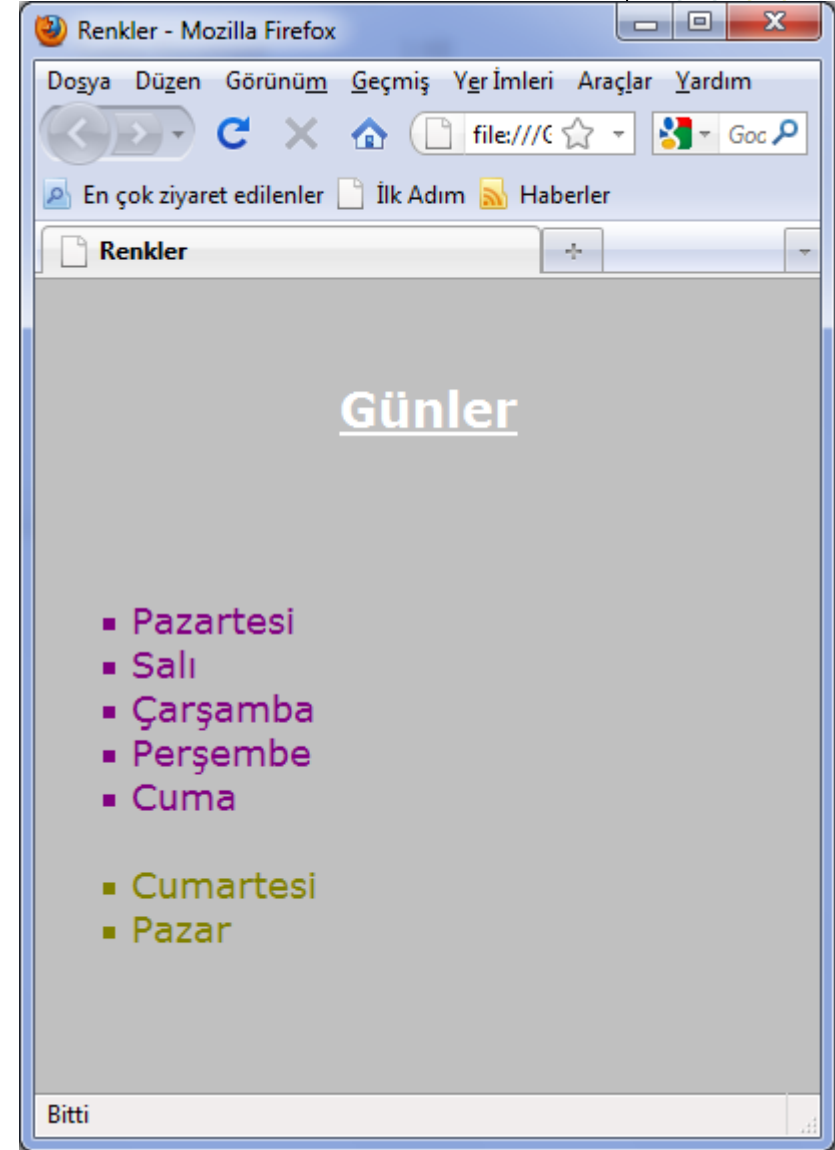 Renkler - Mozilla Firefox
Dosya Düzen Görünüm Geçmiş Yer İmleri Araçlar Yardım
file:///C Goo
En çok ziyaret edilenler İlk Adım Haberler
Renkler
Günler
Pazartesi
Salı
Çarşamba
Perşembe
Cuma
Cumartesi
Pazar
Bitti